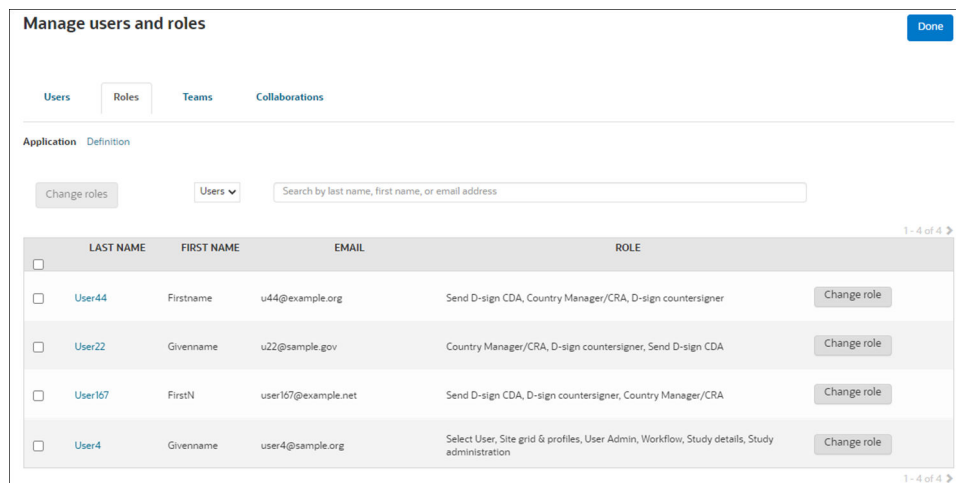 Manage users and roles
Done
Users Roles Teams Collaborations
Application Definition
Change roles Users Search by last name, first name, or email address
1 - 4 of 4
LAST NAME FIRST NAME EMAIL ROLE
User44 Firstname u44@example.org Send D-sign CDA, Country Manager/CRA, D-sign countersigner Change role
User22 Givenname u22@sample.gov Country Manager/CRA, D-sign countersigner, Send D-sign CDA Change role
User167 FirstN user167@example.net Send D-sign CDA, D-sign countersigner, Country Manager/CRA Change role
User4 Givenname user4@sample.org Select User, Site grid & profiles, User Admin, Workflow, Study details, Study
administration Change role
1 - 4 of 4